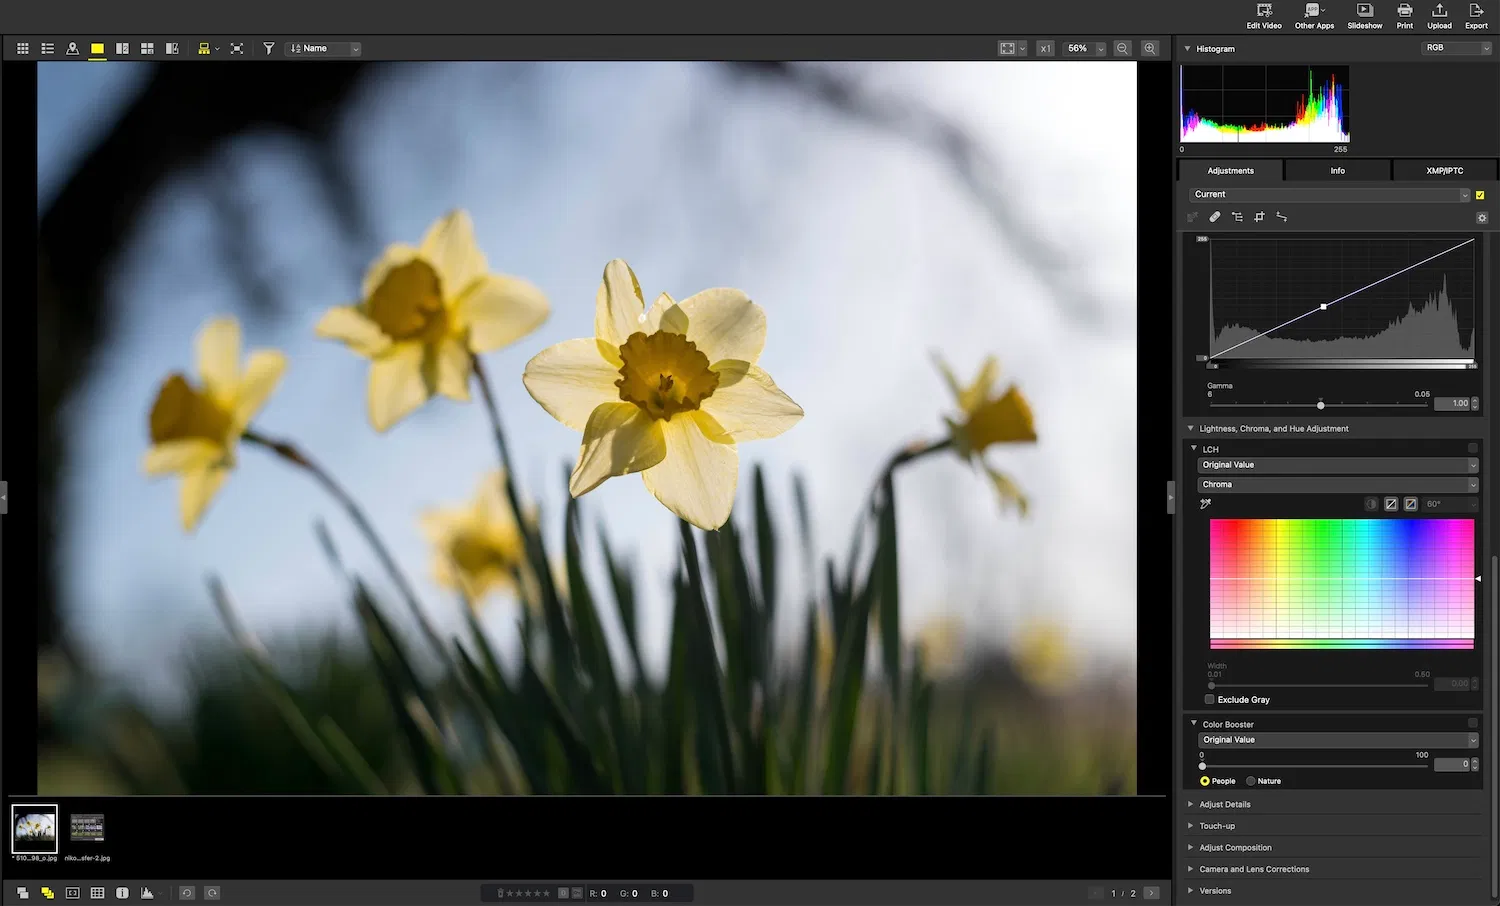 Edit Video Other Apps Slideshow Print Upload Export
Name
x1 56%
Histogram RGB
0 255
Adjustments Info XMP/IPTC
Current
255
0
0 255
Gamma
6 0.05
1.00
Lightness, Chroma, and Hue Adjustment
LCH
Original Value
Chroma
60°
Width
0.01 0.50
0.00
Exclude Gray
Color Booster
Original Value
0 100
0
People Nature
Adjust Details
Touch-up
Adjust Composition
Camera and Lens Corrections
Versions
* 510...98_o.jpg niko...sfer-2.jpg
R: 0 G: 0 B: 0
1 / 2